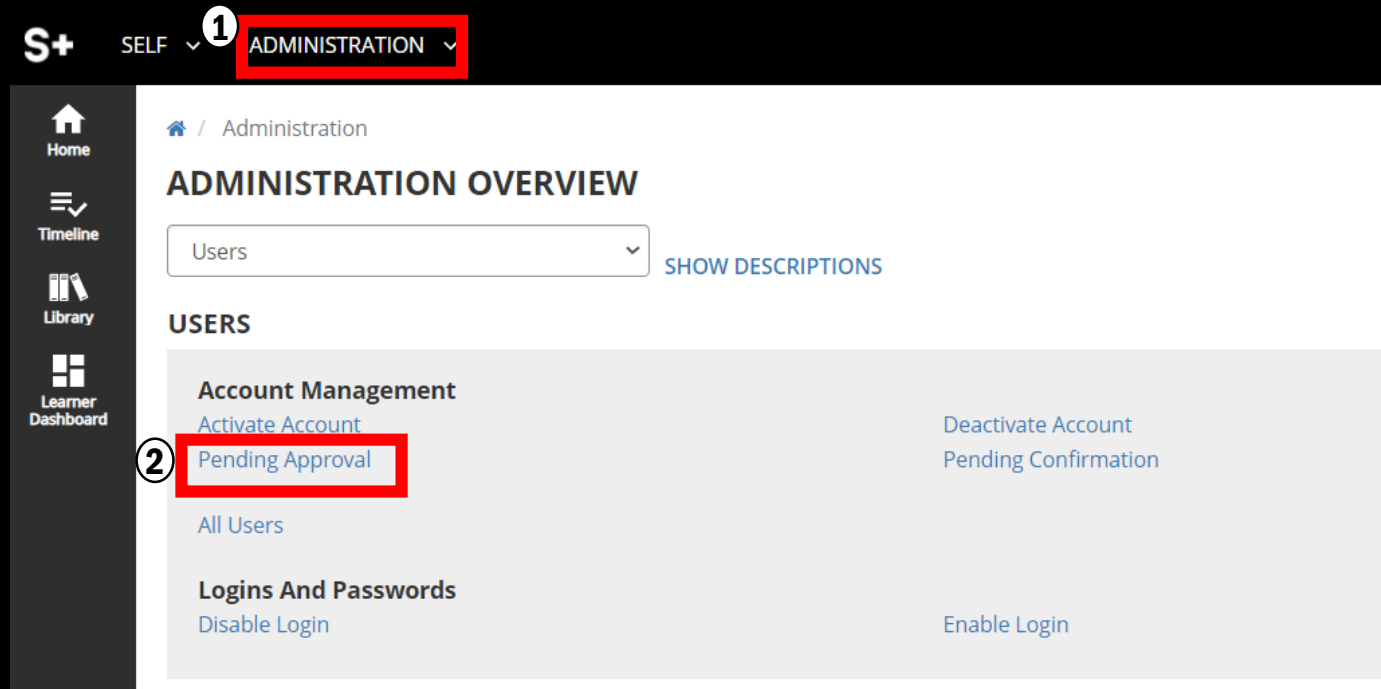 S+ SELF 1 ADMINISTRATION
Home
Timeline
Library
Learner
Dashboard
/ Administration
ADMINISTRATION OVERVIEW
Users
SHOW DESCRIPTIONS
USERS
Account Management
Activate Account Deactivate Account
2 Pending Approval Pending Confirmation
All Users
Logins And Passwords
Disable Login Enable Login